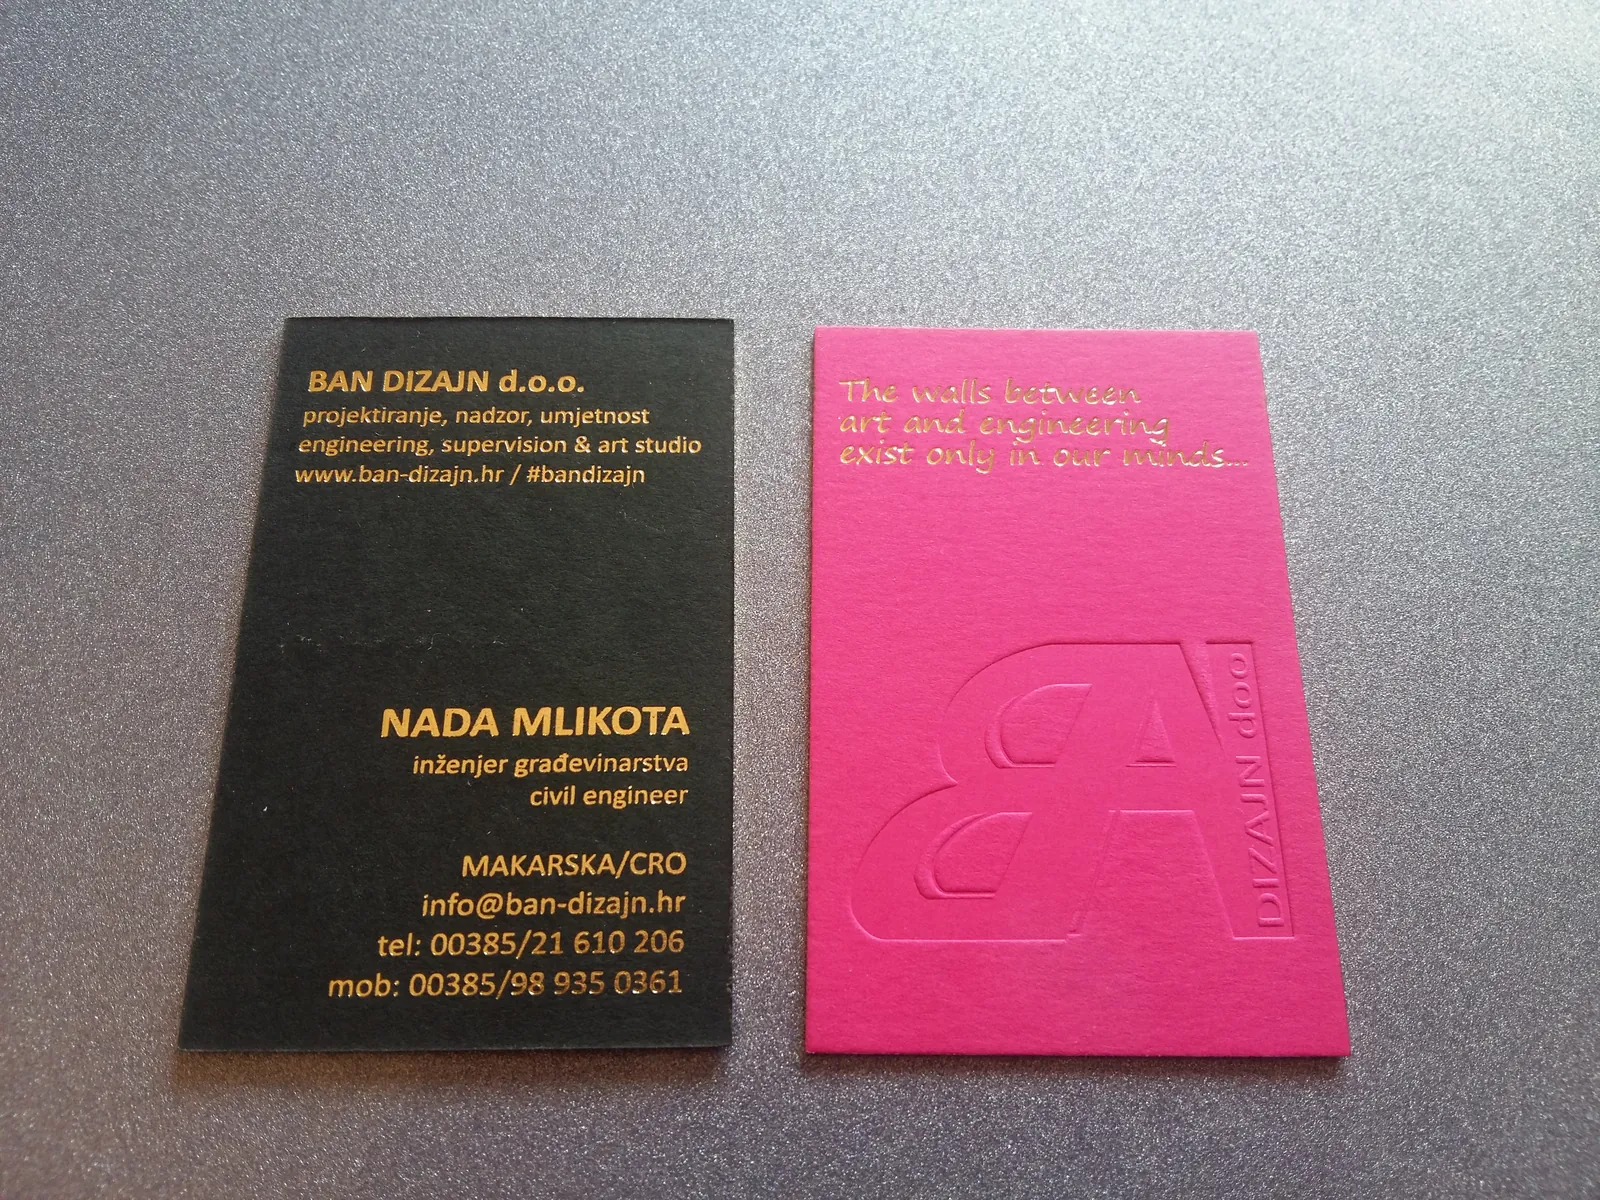 BAN DIZAJN d.o.o.
projektiranje, nadzor, umjetnost
engineering, supervision & art studio
www.ban-dizajn.hr / #bandizajn
NADA MLIKOTA
inženjer građevinarstva
civil engineer
MAKARSKA/CRO
info@ban-dizajn.hr
tel: 00385/21 610 206
mob: 00385/98 935 0361
The walls between
art and engineering
exist only in our minds...
BA
DIZAJN doo